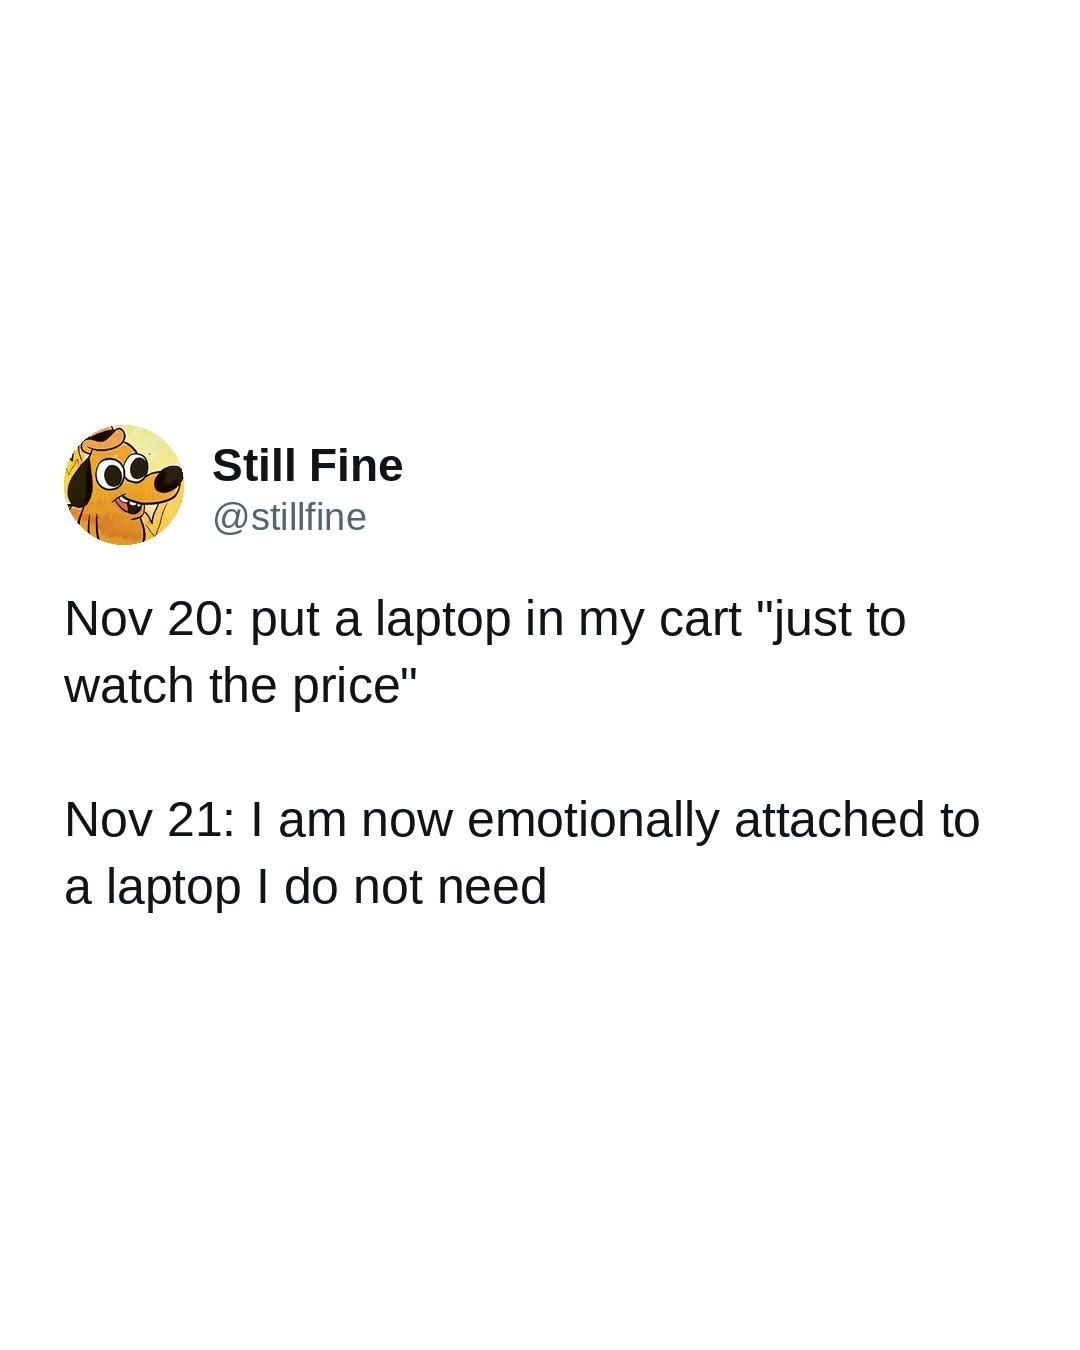 Still Fine
@stillfine
Nov 20: put a laptop in my cart "just to
watch the price"
Nov 21: I am now emotionally attached to
a laptop I do not need